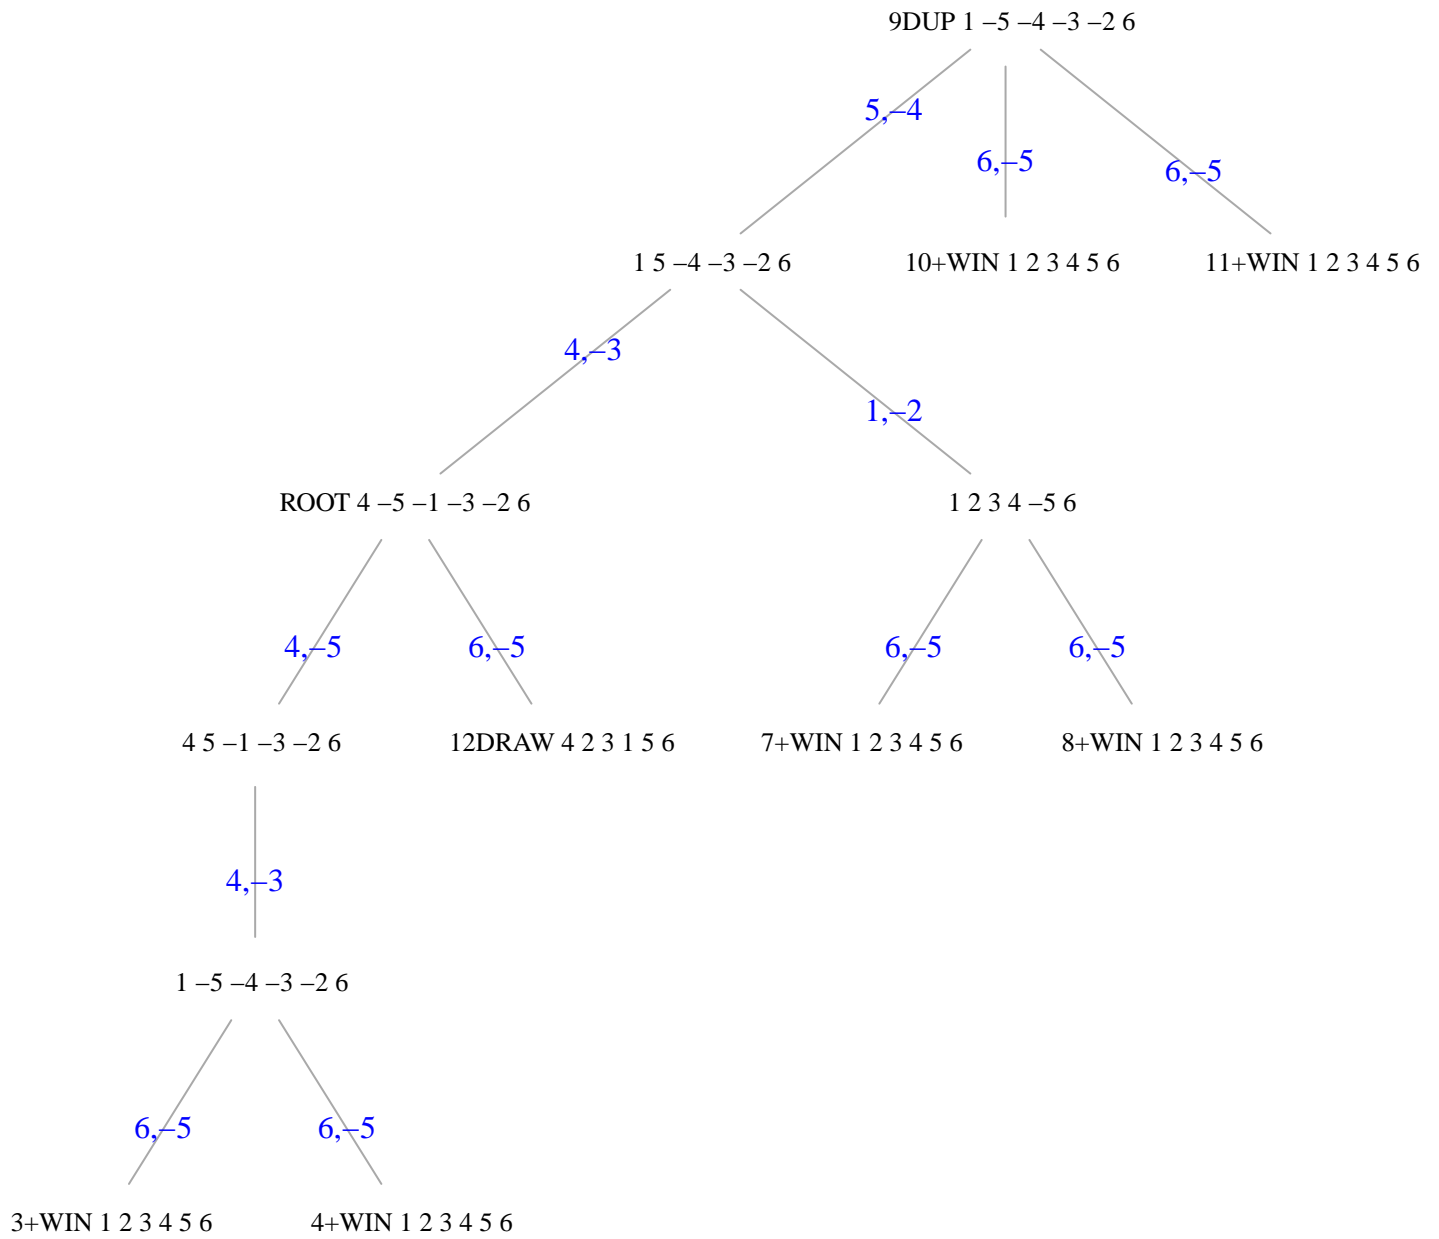 9DUP 1 –5 –4 –3 –2 6
5,–4
6,–5
6,–5
1 5 –4 –3 –2 6
10+WIN 1 2 3 4 5 6
11+WIN 1 2 3 4 5 6
4,–3
1,–2
ROOT 4 –5 –1 –3 –2 6
1 2 3 4 –5 6
4,–5
6,–5
6,–5
6,–5
4 5 –1 –3 –2 6
12DRAW 4 2 3 1 5 6
7+WIN 1 2 3 4 5 6
8+WIN 1 2 3 4 5 6
4,–3
1 –5 –4 –3 –2 6
6,–5
6,–5
3+WIN 1 2 3 4 5 6
4+WIN 1 2 3 4 5 6